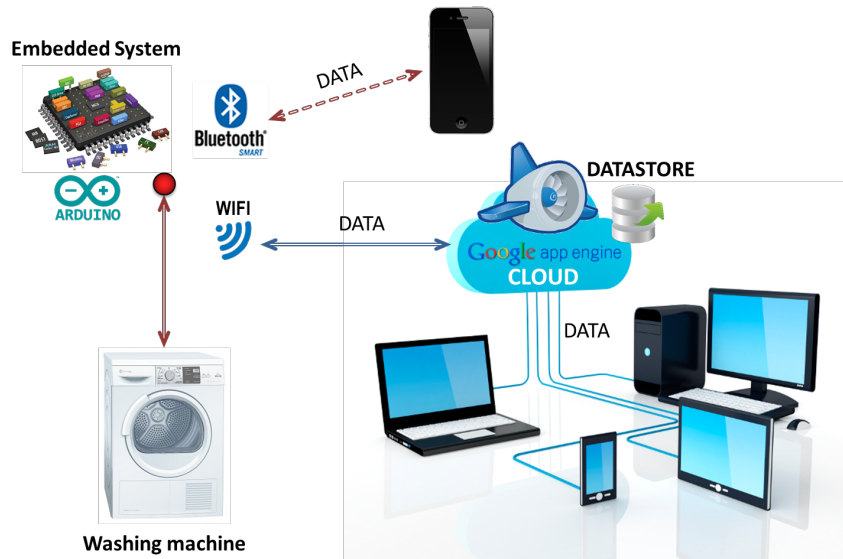 Embedded System
DATA
Bluetooth®
SMART
ARDUINO
DATASTORE
WIFI
DATA
Google app engine
CLOUD
DATA
Washing machine